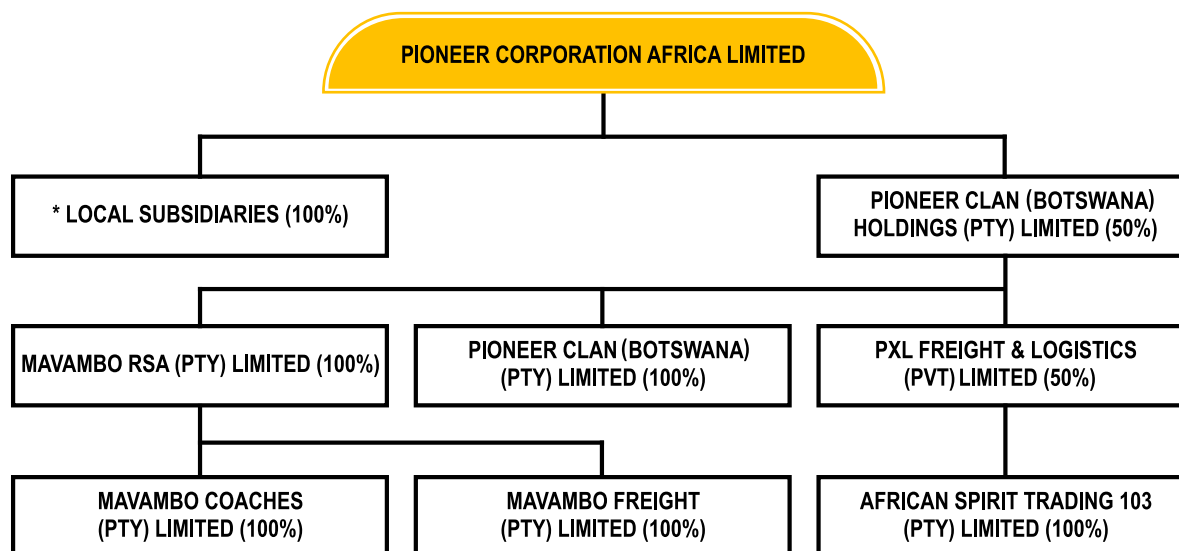 PIONEER CORPORATION AFRICA LIMITED
* LOCAL SUBSIDIARIES (100%)
PIONEER CLAN (BOTSWANA)
HOLDINGS (PTY) LIMITED (50%)
MAVAMBO RSA (PTY) LIMITED (100%)
PIONEER CLAN (BOTSWANA)
(PTY) LIMITED (100%)
PXL FREIGHT & LOGISTICS
(PVT) LIMITED (50%)
MAVAMBO COACHES
(PTY) LIMITED (100%)
MAVAMBO FREIGHT
(PTY) LIMITED (100%)
AFRICAN SPIRIT TRADING 103
(PTY) LIMITED (100%)